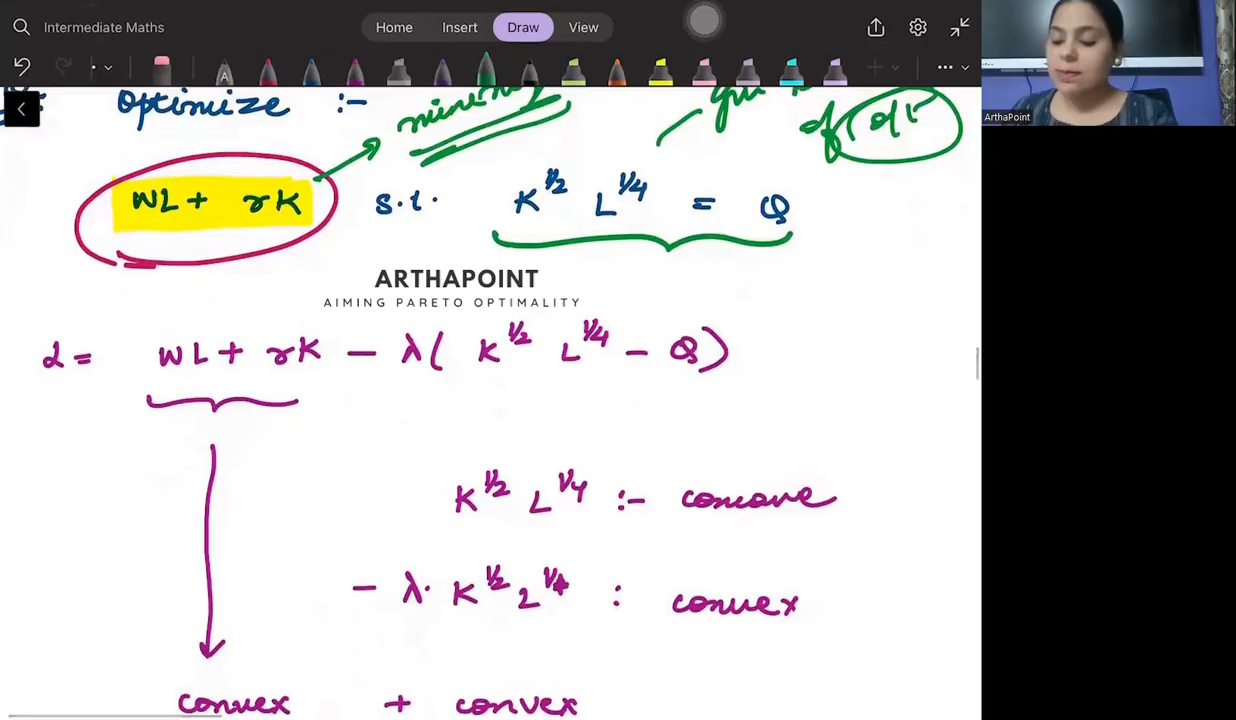 Intermediate Maths
Home Insert Draw View
ArthaPoint
Optimize :-
WL + rK s.t. K^1/2 L^1/4 = Q
ARTHAPOINT
AIMING PARETO OPTIMALITY
L = WL + rK - λ( K^1/2 L^1/4 - Q)
K^1/2 L^1/4 :- concave
- λ. K^1/2 L^1/4 : convex
convex + convex